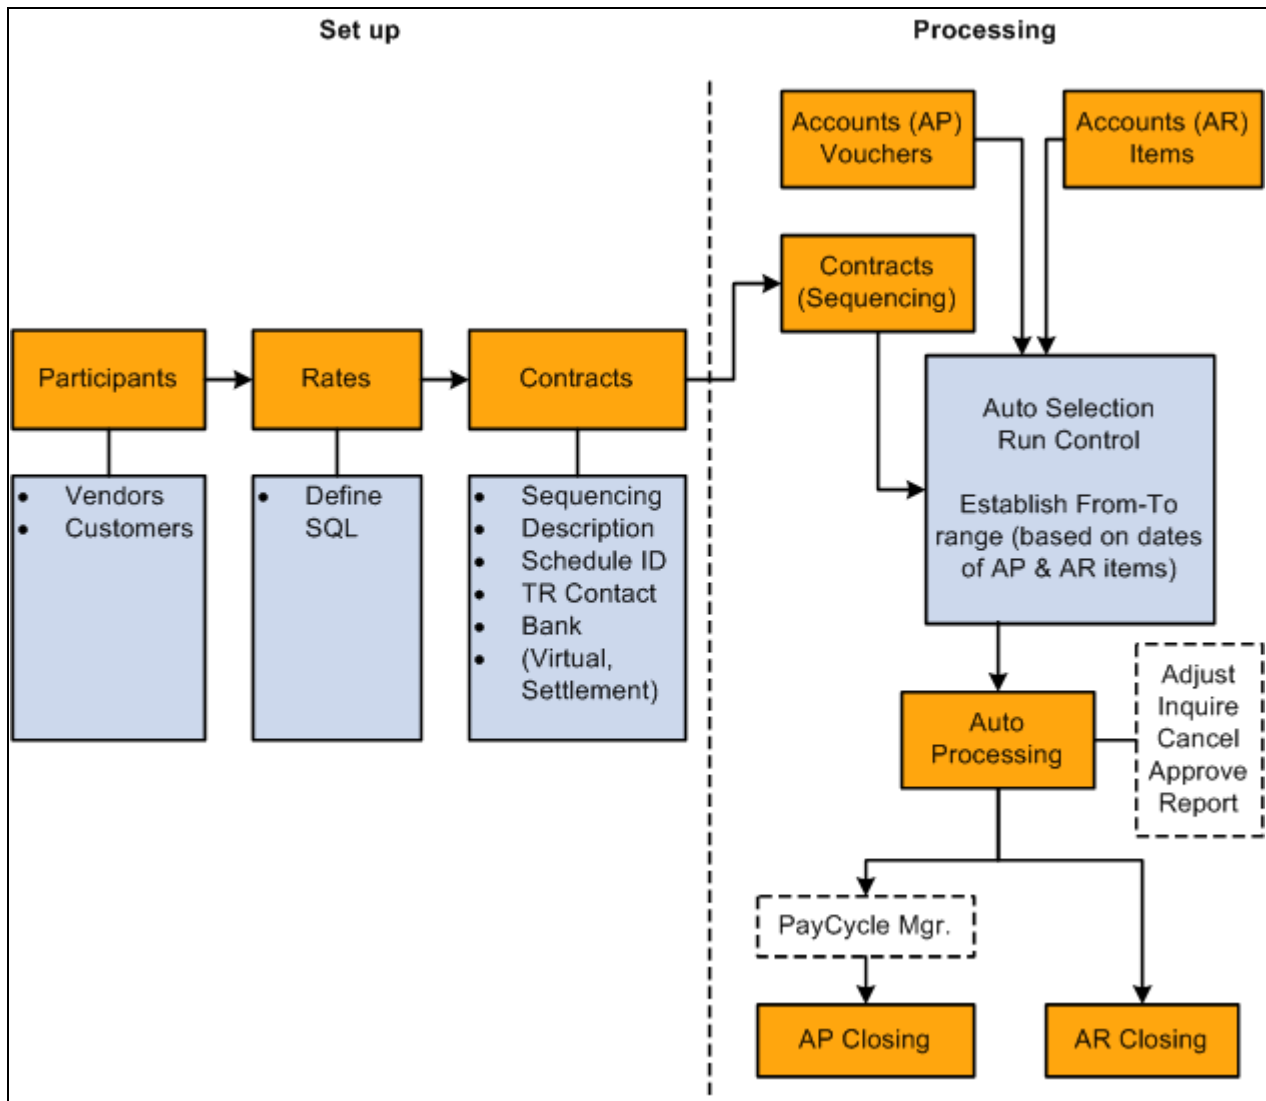 Set up
Processing
Accounts (AP)
Vouchers
Accounts (AR)
Items
Contracts
(Sequencing)
Participants
Rates
Contracts
Auto Selection
Run Control
Establish From-To
range (based on dates
of AP & AR items)
• Vendors
• Customers
• Define
SQL
• Sequencing
• Description
• Schedule ID
• TR Contact
• Bank
• (Virtual,
Settlement)
Auto
Processing
Adjust
Inquire
Cancel
Approve
Report
PayCycle Mgr.
AP Closing
AR Closing